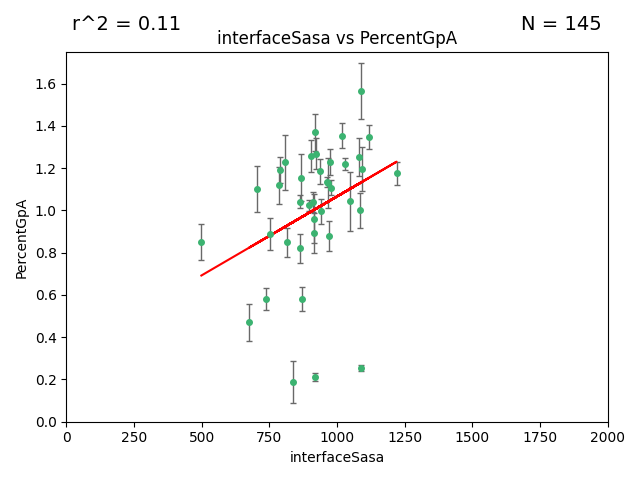 r^2 = 0.11
N = 145
interfaceSasa vs PercentGpA
PercentGpA
1.6
1.4
1.2
1.0
0.8
0.6
0.4
0.2
0.0
0 250 500 750 1000 1250 1500 1750 2000
interfaceSasa